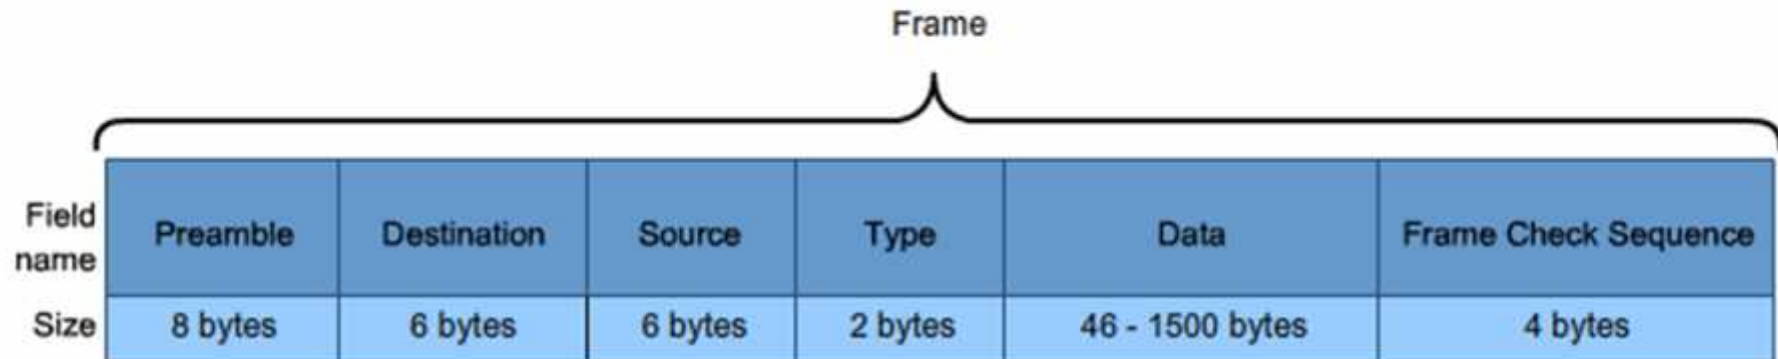 Frame
Field name
Preamble
Destination
Source
Type
Data
Frame Check Sequence
Size
8 bytes
6 bytes
6 bytes
2 bytes
46 - 1500 bytes
4 bytes